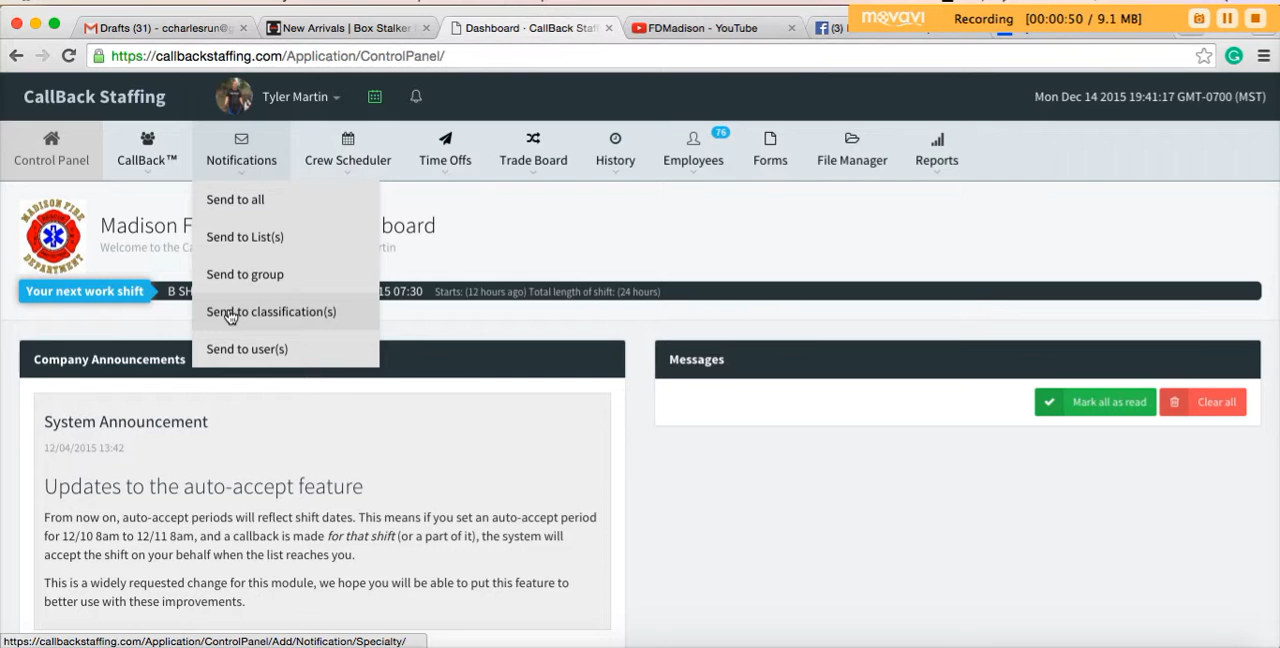 Drafts (31) - ccharlesrun@g
New Arrivals | Box Stalker
Dashboard - CallBack Staff
FDMadison - YouTube
(3)
movavi
Recording [00:00:50 / 9.1 MB]
https://callbackstaffing.com/Application/ControlPanel/
CallBack Staffing
Tyler Martin
Mon Dec 14 2015 19:41:17 GMT-0700 (MST)
Control Panel
CallBack™
Notifications
Crew Scheduler
Time Offs
Trade Board
History
76
Employees
Forms
File Manager
Reports
Send to all
Send to List(s)
Send to group
Send to classification(s)
Send to user(s)
MADISON FIRE
DEPARTMENT
Madison F
board
Welcome to the Ca
rtin
Your next work shift
B SH
15 07:30
Starts: (12 hours ago) Total length of shift: (24 hours)
Company Announcements
Messages
Mark all as read
Clear all
System Announcement
12/04/2015 13:42
Updates to the auto-accept feature
From now on, auto-accept periods will reflect shift dates. This means if you set an auto-accept period
for 12/10 8am to 12/11 8am, and a callback is made for that shift (or a part of it), the system will
accept the shift on your behalf when the list reaches you.
This is a widely requested change for this module, we hope you will be able to put this feature to
better use with these improvements.
https://callbackstaffing.com/Application/ControlPanel/Add/Notification/Specialty/